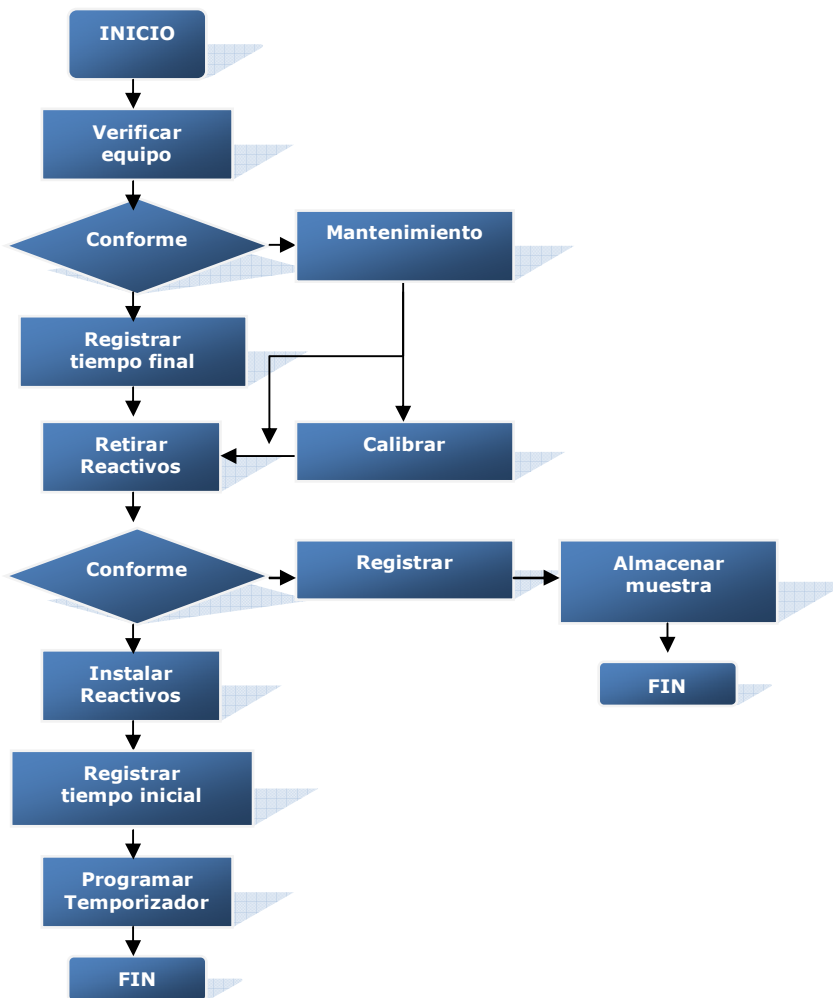 INICIO
Verificar
equipo
Conforme
Mantenimiento
Registrar
tiempo final
Retirar
Reactivos
Calibrar
Conforme
Registrar
Almacenar
muestra
Instalar
Reactivos
FIN
Registrar
tiempo inicial
Programar
Temporizador
FIN